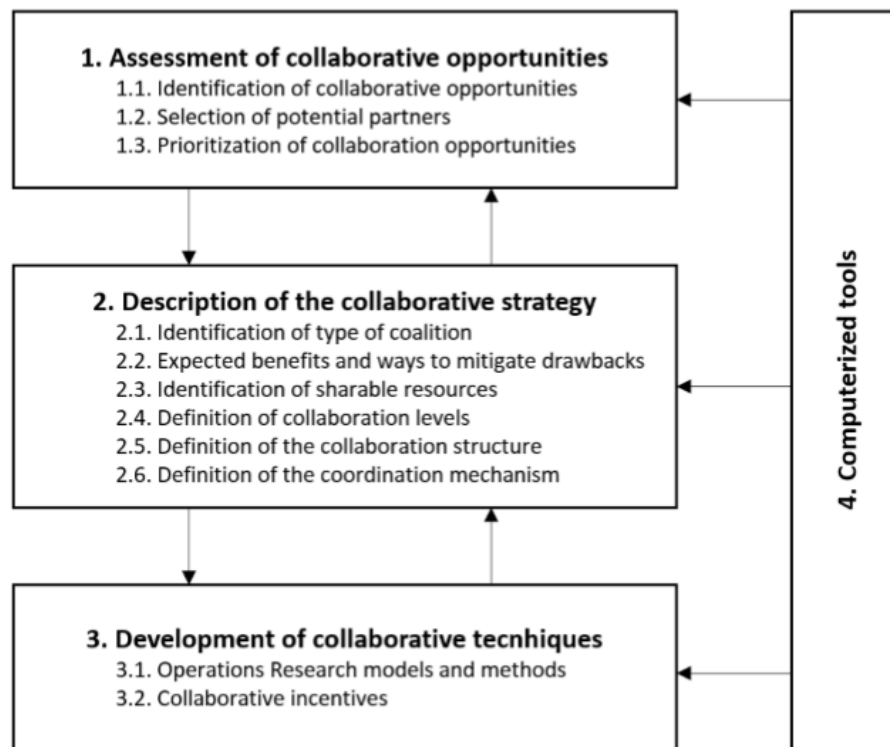 1. Assessment of collaborative opportunities
1.1. Identification of collaborative opportunities
1.2. Selection of potential partners
1.3. Prioritization of collaboration opportunities
2. Description of the collaborative strategy
2.1. Identification of type of coalition
2.2. Expected benefits and ways to mitigate drawbacks
2.3. Identification of sharable resources
2.4. Definition of collaboration levels
2.5. Definition of the collaboration structure
2.6. Definition of the coordination mechanism
3. Development of collaborative tecnhiques
3.1. Operations Research models and methods
3.2. Collaborative incentives
4. Computerized tools